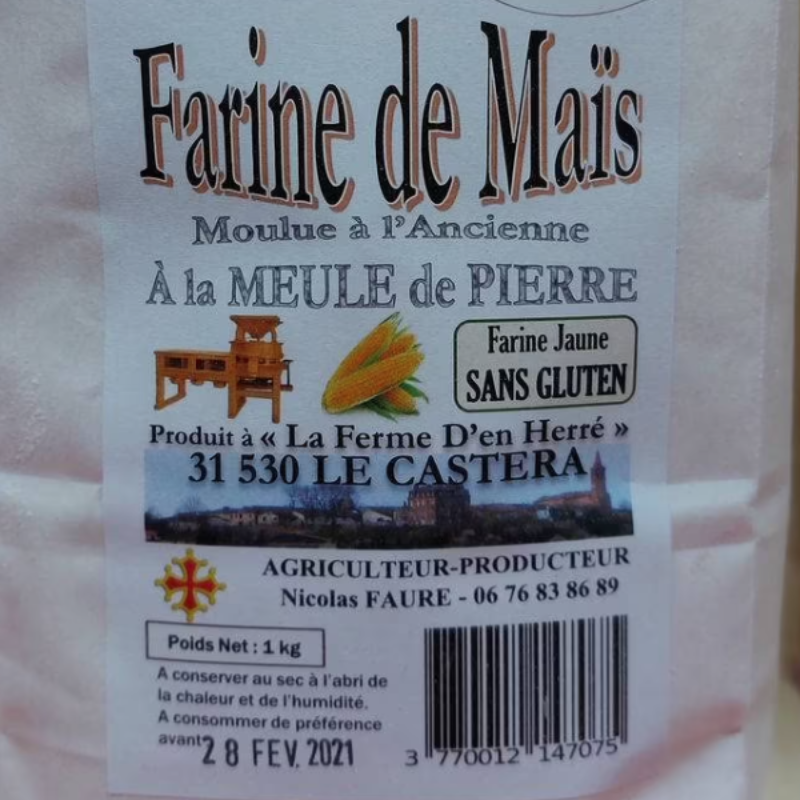 Farine de Maïs
Moulue à l'Ancienne
À la MEULE de PIERRE
Farine Jaune
SANS GLUTEN
Produit à « La Ferme D'en Herré »
31 530 LE CASTERA
AGRICULTEUR-PRODUCTEUR
Nicolas FAURE - 06 76 83 86 89
Poids Net : 1 kg
A conserver au sec à l'abri de
la chaleur et de l'humidité.
A consommer de préférence
avant 28 FEV. 2021
3 770012 147075